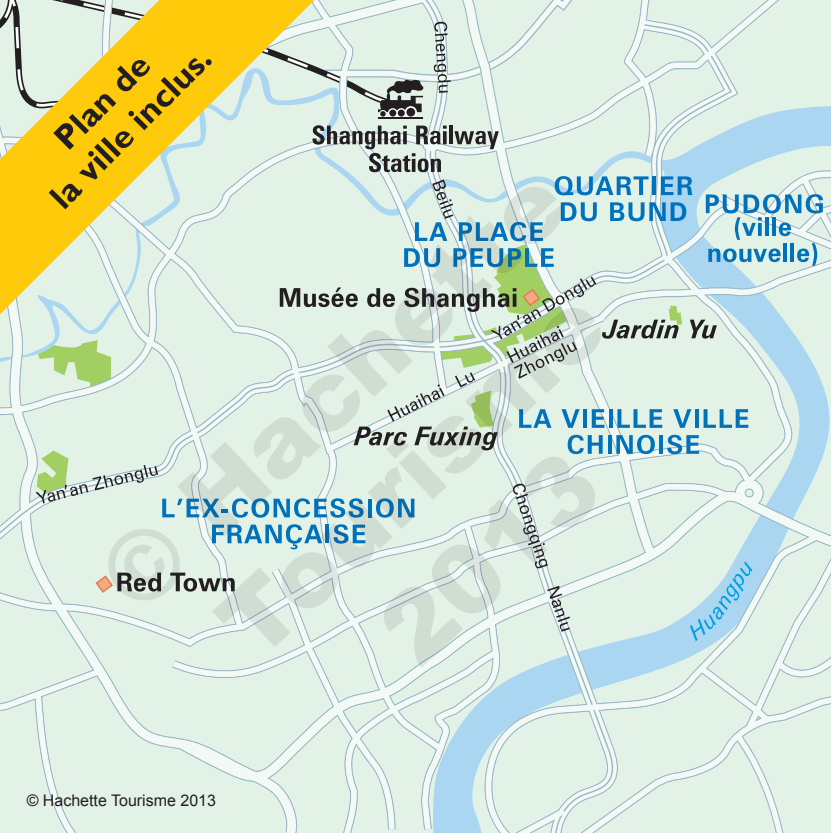 Plan de
la ville inclus.
Chengdu
Shanghai Railway
Station
Beilu
QUARTIER
DU BUND
PUDONG
(ville
nouvelle)
LA PLACE
DU PEUPLE
Musée de Shanghai
Yan'an Donglu
Jardin Yu
Huaihai
Zhonglu
Huaihai Lu
Parc Fuxing
LA VIEILLE VILLE
CHINOISE
Yan'an Zhonglu
L'EX-CONCESSION
FRANÇAISE
Chongqing Nanlu
Red Town
Huangpu
© Hachette
Tourisme
2013
© Hachette Tourisme 2013